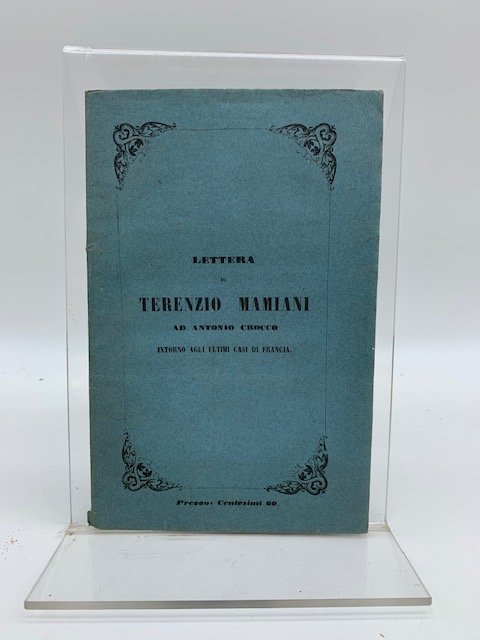 LETTERA
DI
TERENZIO MAMIANI
AD ANTONIO CROCCO
INTORNO AGLI ULTIMI CASI DI FRANCIA.
Prezzo: Centesimi 60.